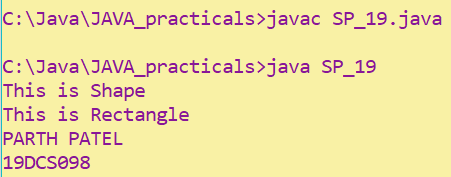 C:\Java\JAVA_practicals>javac SP_19.java
C:\Java\JAVA_practicals>java SP_19
This is Shape
This is Rectangle
PARTH PATEL
19DCS098